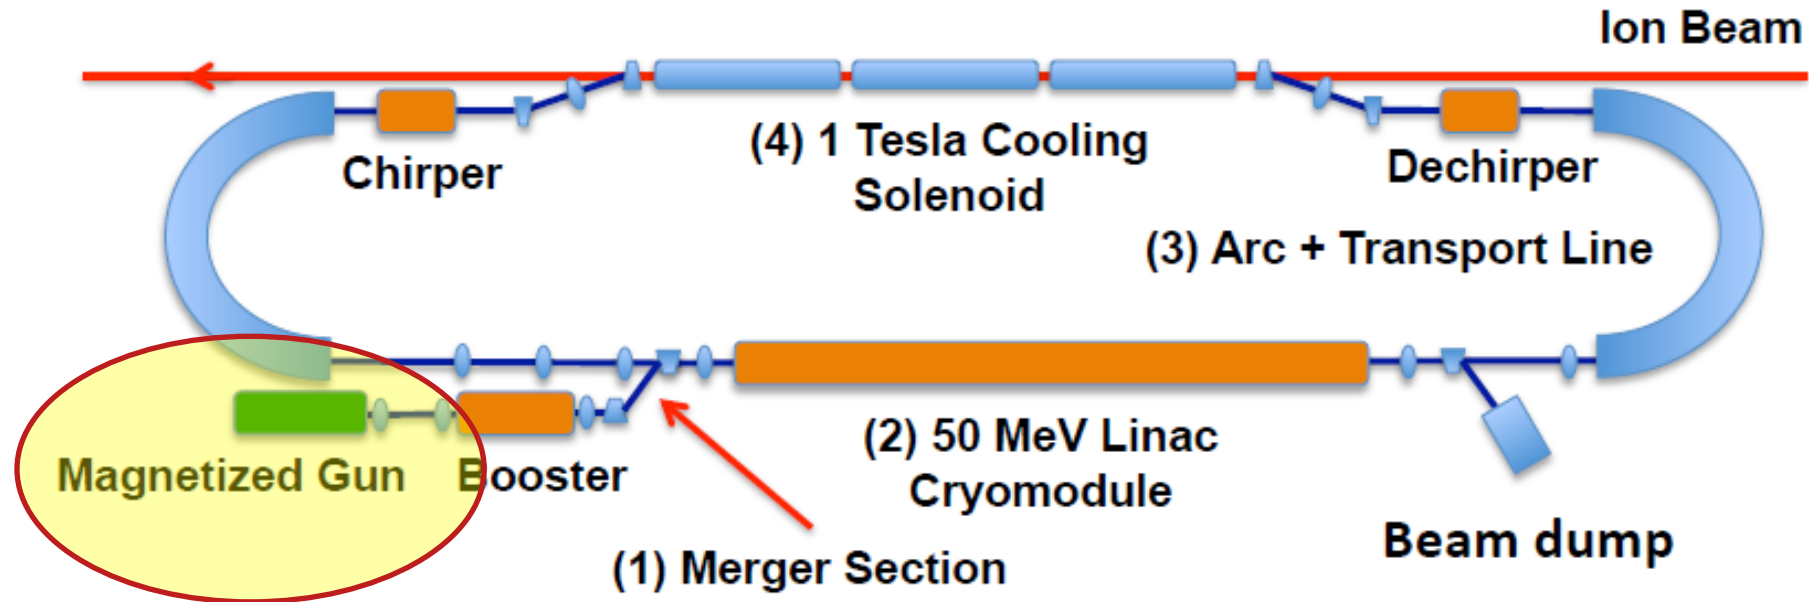 Ion Beam
(4) 1 Tesla Cooling
Solenoid
Chirper
Dechirper
(3) Arc + Transport Line
Magnetized Gun
Booster
(2) 50 MeV Linac
Cryomodule
Beam dump
(1) Merger Section